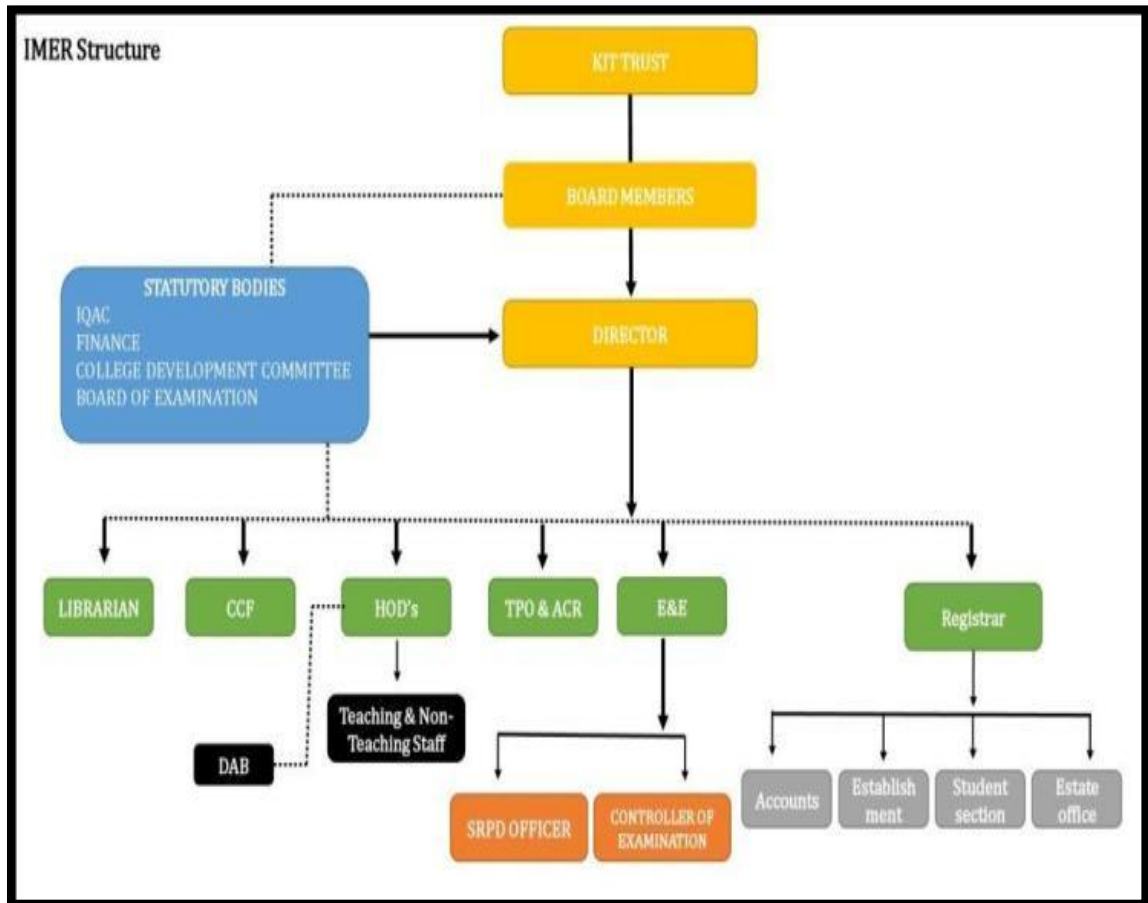 IMER Structure
KIT TRUST
BOARD MEMBERS
STATUTORY BODIES
IQAC
FINANCE
COLLEGE DEVELOPMENT COMMITTEE
BOARD OF EXAMINATION
DIRECTOR
LIBRARIAN
CCF
HOD's
TPO & ACR
E&E
Registrar
Teaching & Non-
Teaching Staff
DAB
SRPD OFFICER
CONTROLLER OF
EXAMINATION
Accounts
Establish
ment
Student
section
Estate
office